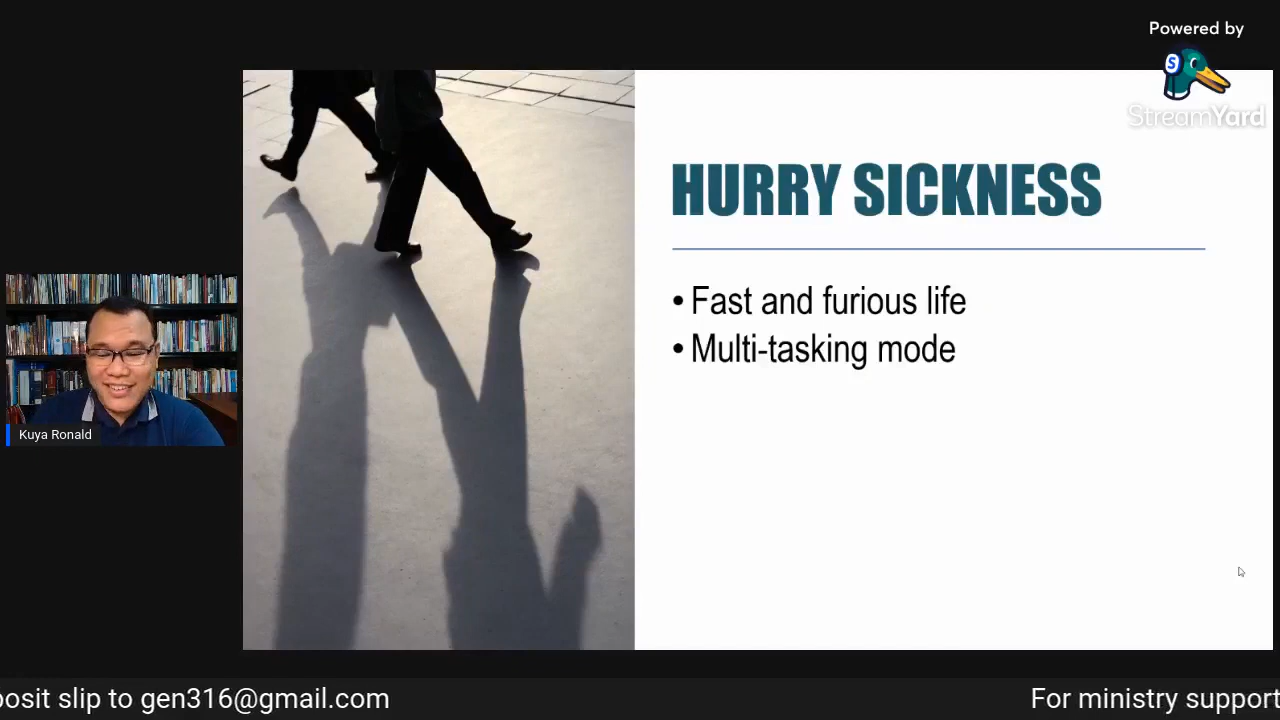 Powered by
S
StreamYard
HURRY SICKNESS
• Fast and furious life
• Multi-tasking mode
Kuya Ronald
posit slip to gen316@gmail.com
For ministry support